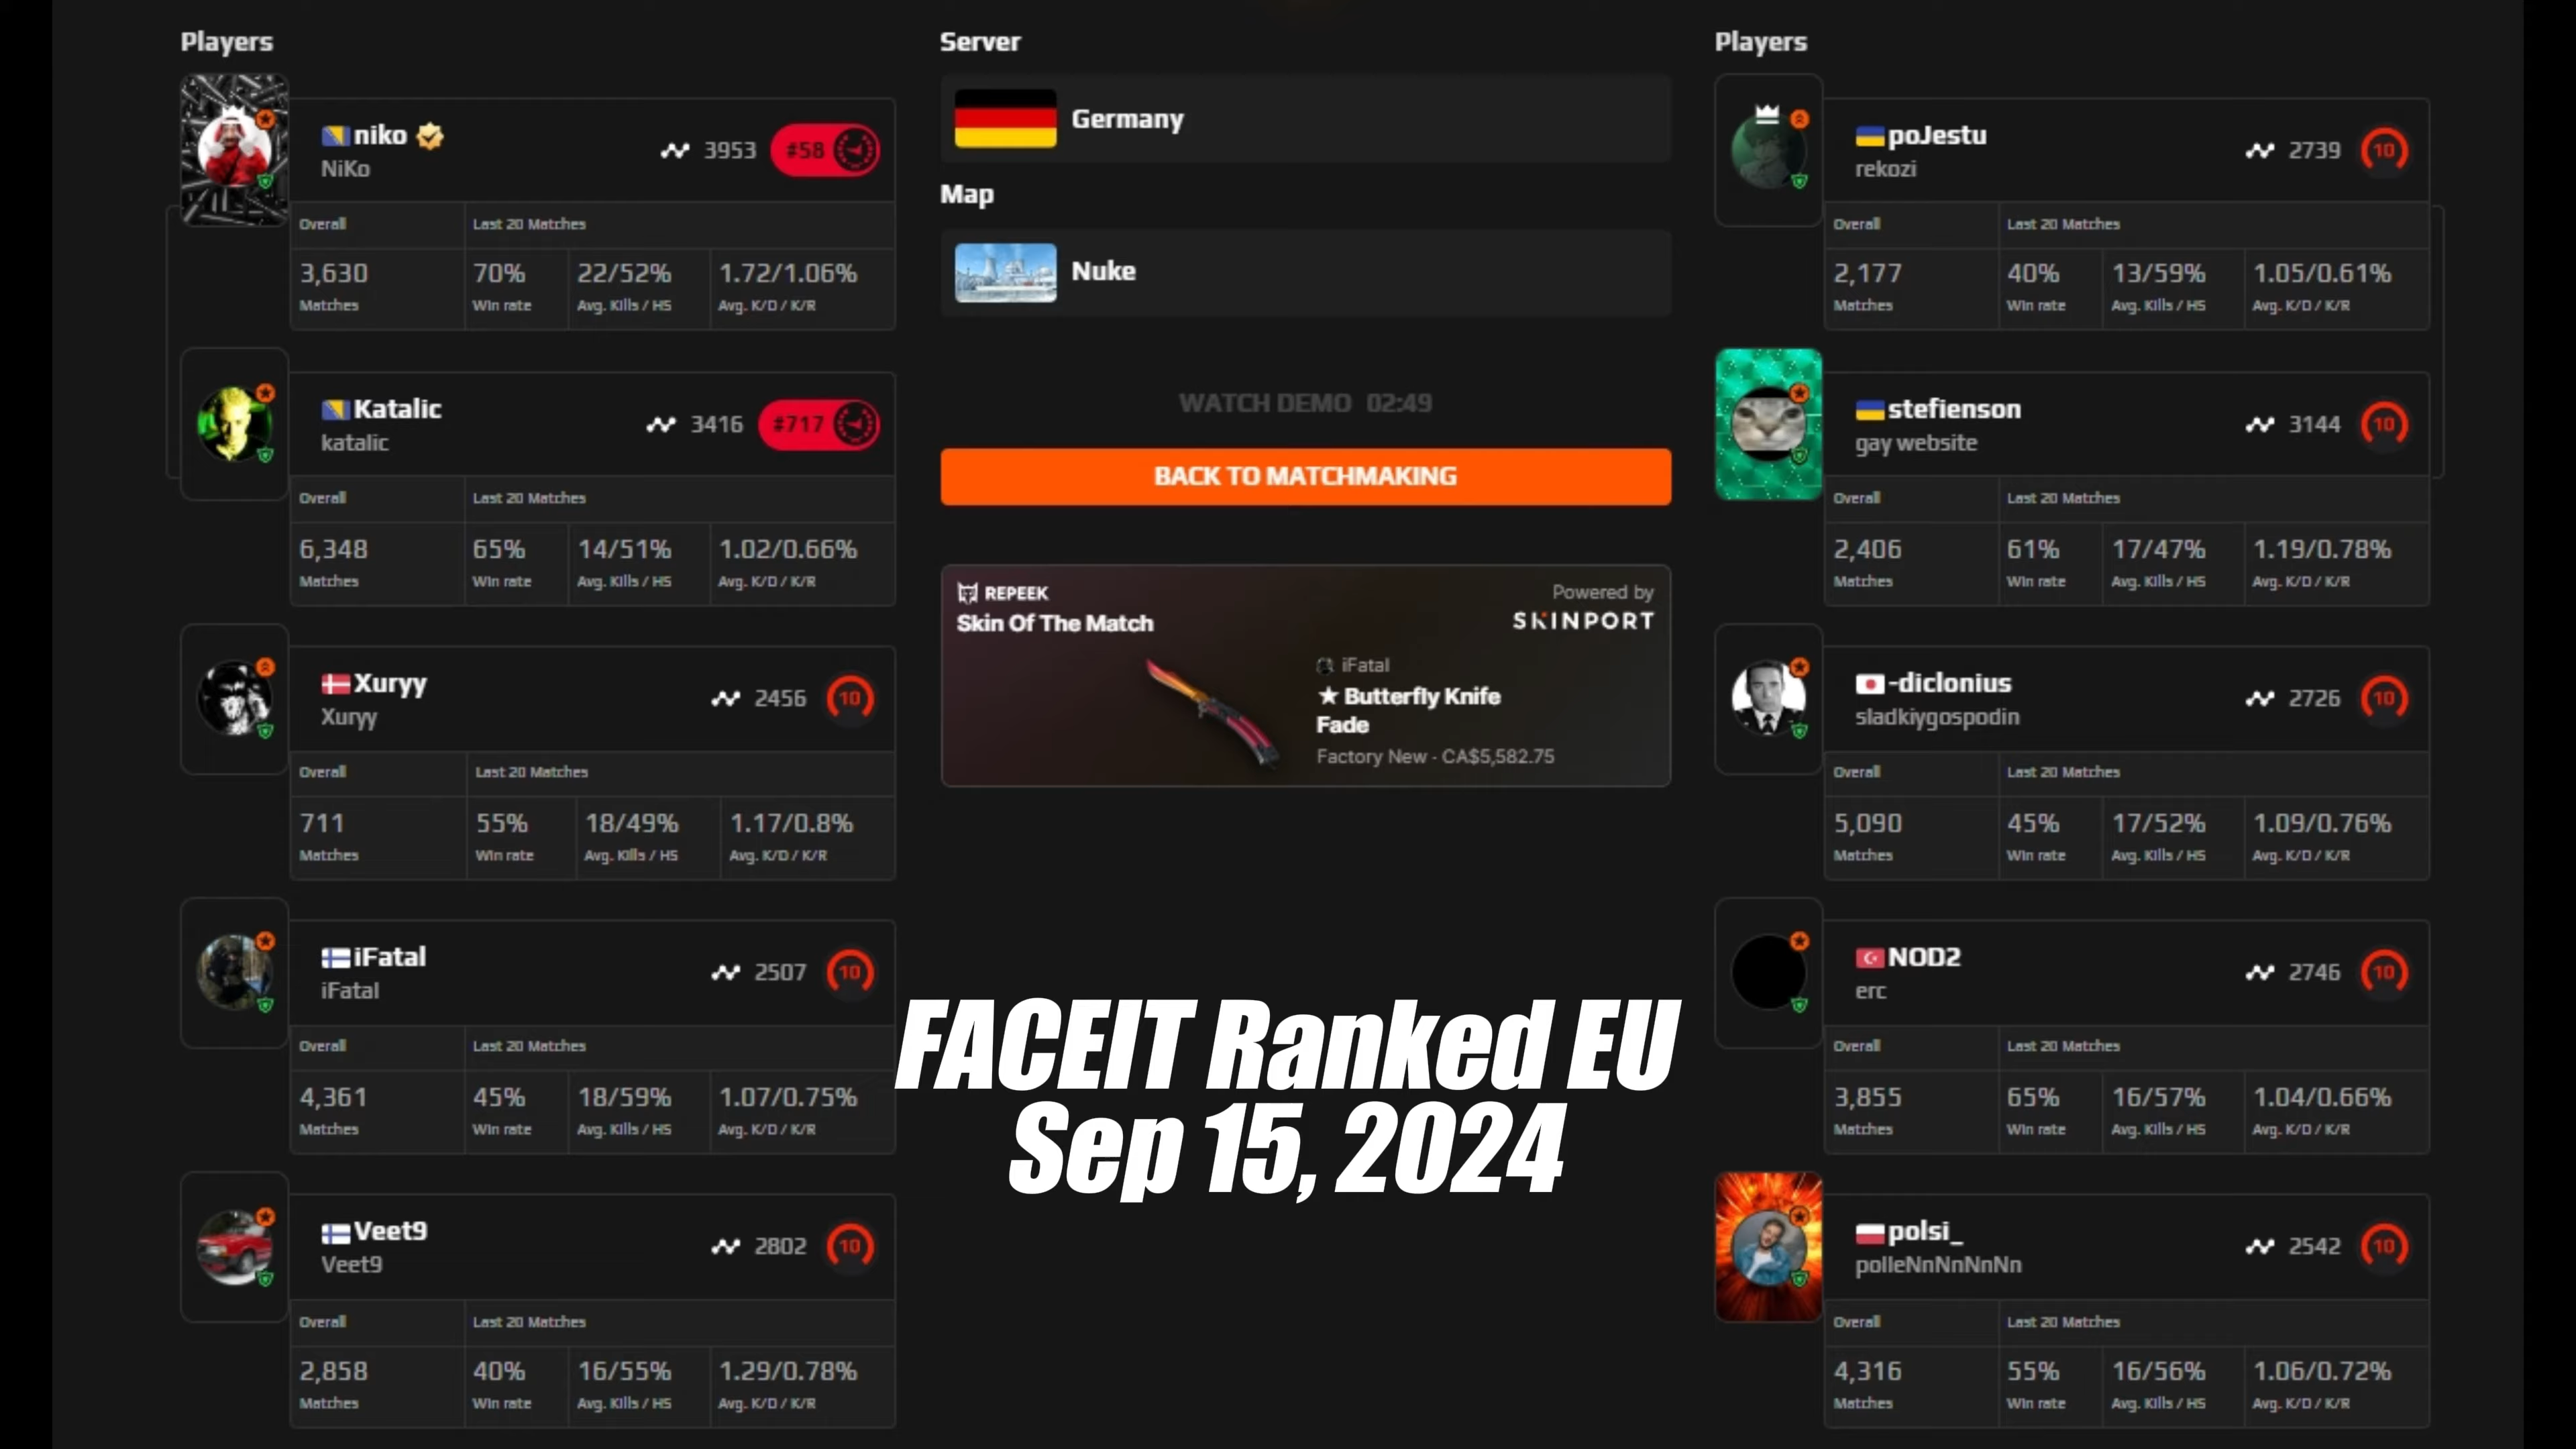 Players
niko
NiKo
3953 #58
Overall Last 20 Matches
3,630 70% 22/52% 1.72/1.06%
Matches Win rate Avg. Kills / HS Avg. K/D / K/R
Katalic
katalic
3416 #717
Overall Last 20 Matches
6,348 65% 14/51% 1.02/0.66%
Matches Win rate Avg. Kills / HS Avg. K/D / K/R
Xuryy
Xuryy
2456 10
Overall Last 20 Matches
711 55% 18/49% 1.17/0.8%
Matches Win rate Avg. Kills / HS Avg. K/D / K/R
iFatal
iFatal
2507 10
Overall Last 20 Matches
4,361 45% 18/59% 1.07/0.75%
Matches Win rate Avg. Kills / HS Avg. K/D / K/R
Veet9
Veet9
2802 10
Overall Last 20 Matches
2,858 40% 16/55% 1.29/0.78%
Matches Win rate Avg. Kills / HS Avg. K/D / K/R
Server
Germany
Map
Nuke
WATCH DEMO 02:49
BACK TO MATCHMAKING
REPEEK
Skin Of The Match
Powered by
SKINPORT
iFatal
★ Butterfly Knife
Fade
Factory New - CA$5,582.75
FACEIT Ranked EU
Sep 15, 2024
Players
poJestu
rekozi
2739 10
Overall Last 20 Matches
2,177 40% 13/59% 1.05/0.61%
Matches Win rate Avg. Kills / HS Avg. K/D / K/R
stefienson
gay website
3144 10
Overall Last 20 Matches
2,406 61% 17/47% 1.19/0.78%
Matches Win rate Avg. Kills / HS Avg. K/D / K/R
-diclonius
sladkiygospodin
2726 10
Overall Last 20 Matches
5,090 45% 17/52% 1.09/0.76%
Matches Win rate Avg. Kills / HS Avg. K/D / K/R
NOD2
erc
2746 10
Overall Last 20 Matches
3,855 65% 16/57% 1.04/0.66%
Matches Win rate Avg. Kills / HS Avg. K/D / K/R
polsi_
polleNnNnNnNn
2542 10
Overall Last 20 Matches
4,316 55% 16/56% 1.06/0.72%
Matches Win rate Avg. Kills / HS Avg. K/D / K/R